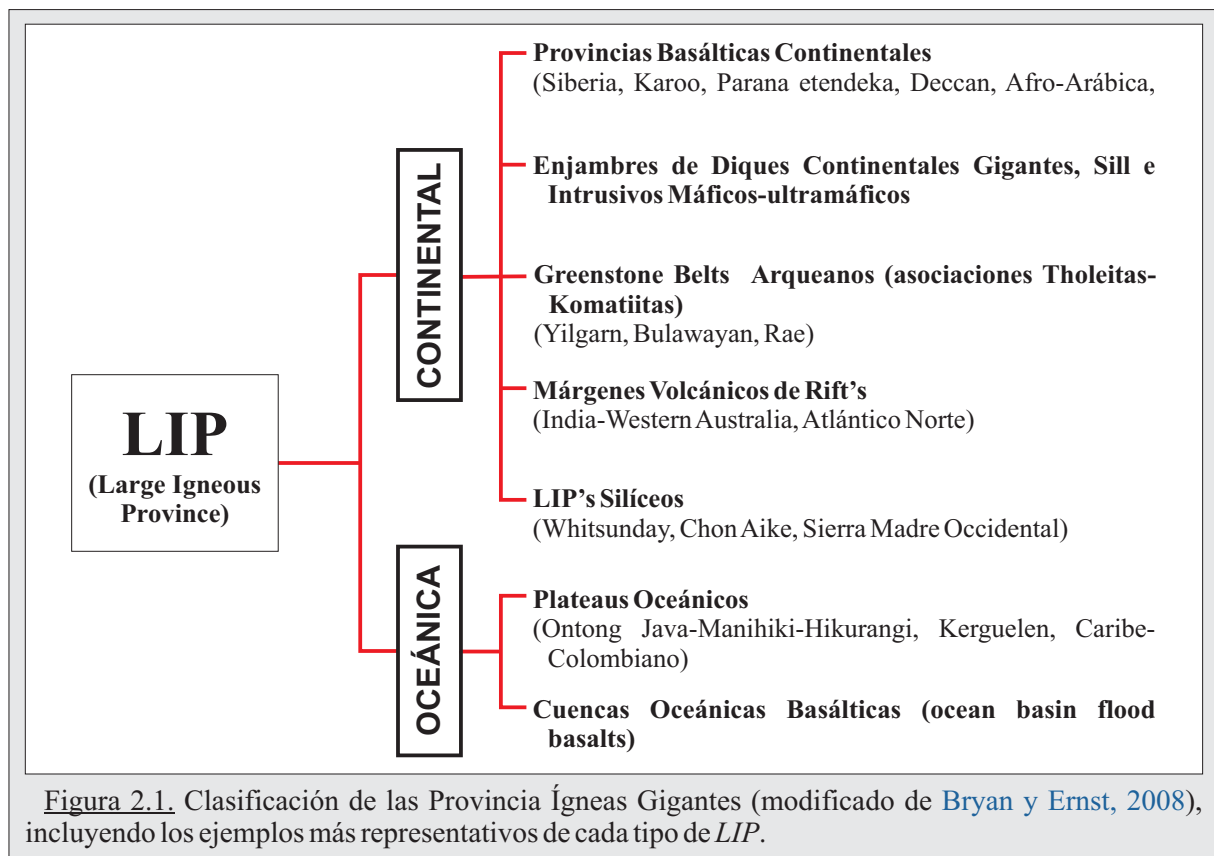 Provincias Basálticas Continentales
(Siberia, Karoo, Parana etendeka, Deccan, Afro-Arábica,
Enjambres de Diques Continentales Gigantes, Sill e
Intrusivos Máficos-ultramáficos
CONTINENTAL
Greenstone Belts Arqueanos (asociaciones Tholeitas-
Komatiitas)
(Yilgarn, Bulawayan, Rae)
Márgenes Volcánicos de Rift's
(India-Western Australia, Atlántico Norte)
LIP
(Large Igneous
Province)
LIP's Silíceos
(Whitsunday, Chon Aike, Sierra Madre Occidental)
OCEÁNICA
Plateaus Oceánicos
(Ontong Java-Manihiki-Hikurangi, Kerguelen, Caribe-
Colombiano)
Cuencas Oceánicas Basálticas (ocean basin flood
basalts)
Figura 2.1. Clasificación de las Provincia Ígneas Gigantes (modificado de Bryan y Ernst, 2008),
incluyendo los ejemplos más representativos de cada tipo de LIP.